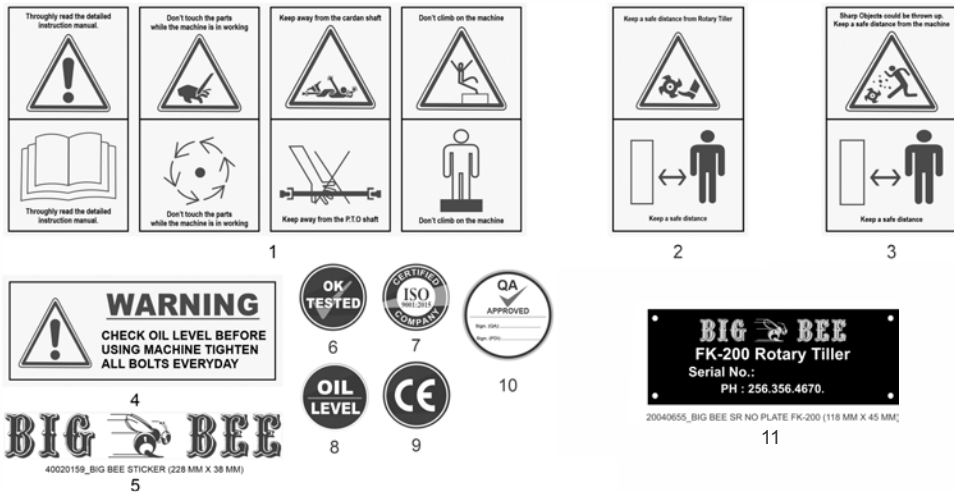 Throughly read the detailed
instruction manual.
Throughly read the detailed
instruction manual.
Don't touch the parts
while the machine is in working
Don't touch the parts
while the machine is in working
Keep away from the cardan shaft
Keep away from the P.T.O shaft
Don't climb on the machine
Don't climb on the machine
1
Keep a safe distance from Rotary Tiller
Keep a safe distance
2
Sharp Objects could be thrown up.
Keep a safe distance from the machine
Keep a safe distance
3
WARNING
CHECK OIL LEVEL BEFORE
USING MACHINE TIGHTEN
ALL BOLTS EVERYDAY
4
BIG BEE
40020159_BIG BEE STICKER (228 MM X 38 MM)
5
OK
TESTED
6
CERTIFIED
ISO
9001:2015
COMPANY
7
OIL
LEVEL
8
CE
9
QA
APPROVED
Sign. (QA)
Sign. (PDI)
10
BIG BEE
FK-200 Rotary Tiller
Serial No.:
PH : 256.356.4670.
20040655_BIG BEE SR NO PLATE FK-200 (118 MM X 45 MM)
11